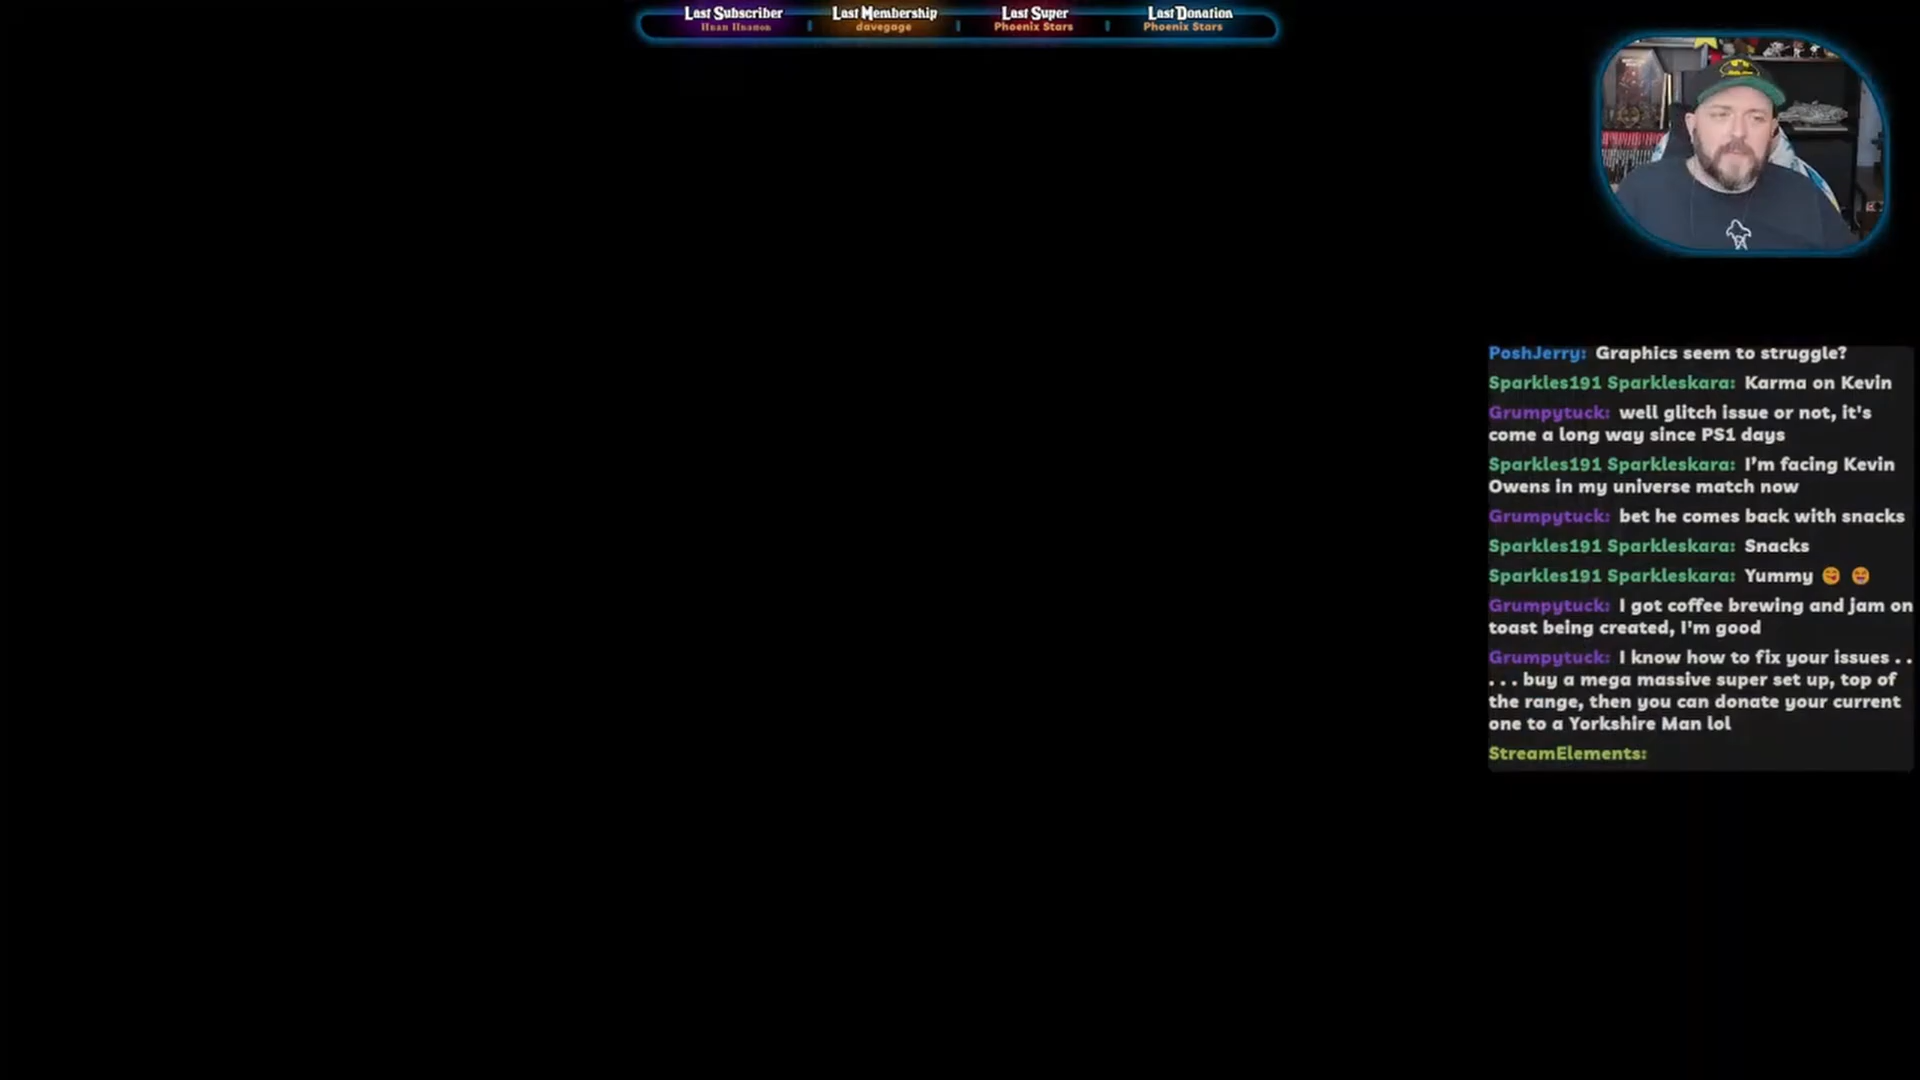 Last Subscriber
Last Membership
Last Super
Last Donation
davegage
Phoenix Stars
Phoenix Stars
PoshJerry: Graphics seem to struggle?
Sparkles191 Sparkleskara: Karma on Kevin
Grumpytuck: well glitch issue or not, it's
come a long way since PS1 days
Sparkles191 Sparkleskara: I'm facing Kevin
Owens in my universe match now
Grumpytuck: bet he comes back with snacks
Sparkles191 Sparkleskara: Snacks
Sparkles191 Sparkleskara: Yummy 😋 😆
Grumpytuck: I got coffee brewing and jam on
toast being created, I'm good
Grumpytuck: I know how to fix your issues . .
. . . buy a mega massive super set up, top of
the range, then you can donate your current
one to a Yorkshire Man lol
StreamElements: